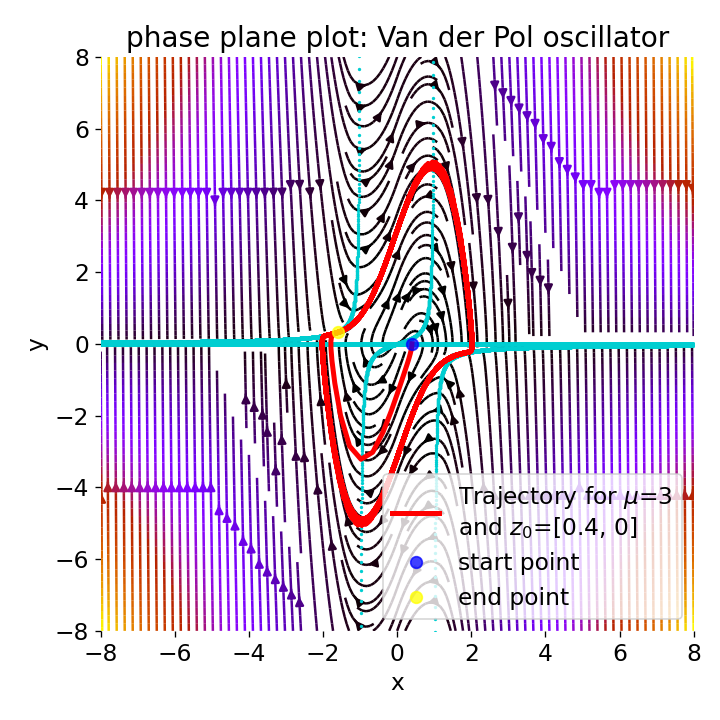 phase plane plot: Van der Pol oscillator
8
6
4
2
0
−2
−4
−6
−8
y
−8 −6 −4 −2 0 2 4 6 8
x
Trajectory for μ=3
and z₀=[0.4, 0]
start point
end point